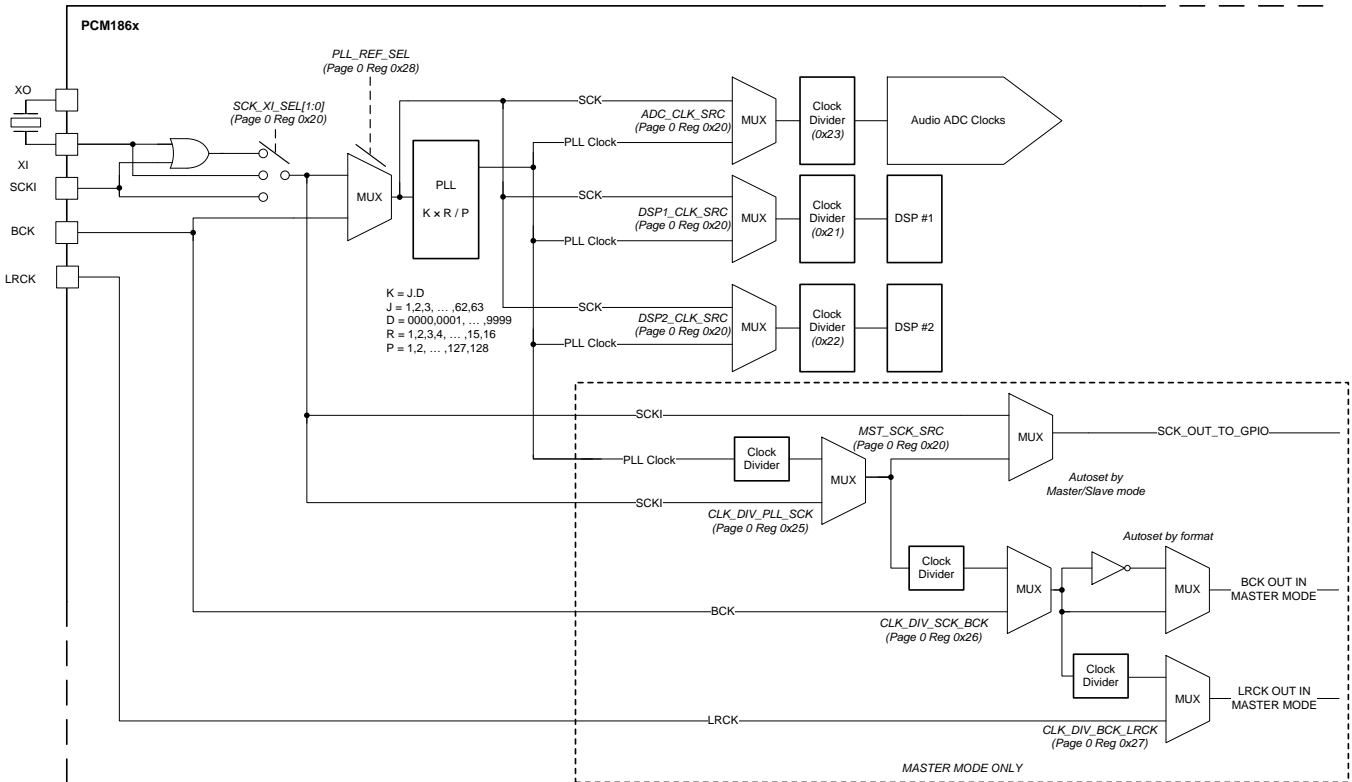 PCM186x
XO
XI
SCKI
BCK
LRCK
SCK_XI_SEL[1:0]
(Page 0 Reg 0x20)
PLL_REF_SEL
(Page 0 Reg 0x28)
MUX
PLL
K × R / P
K = J.D
J = 1,2,3, … ,62,63
D = 0000,0001, … ,9999
R = 1,2,3,4, … ,15,16
P = 1,2, … ,127,128
SCK
ADC_CLK_SRC
(Page 0 Reg 0x20)
PLL Clock
MUX
Clock
Divider
(0x23)
Audio ADC Clocks
SCK
DSP1_CLK_SRC
(Page 0 Reg 0x20)
PLL Clock
MUX
Clock
Divider
(0x21)
DSP #1
SCK
DSP2_CLK_SRC
(Page 0 Reg 0x20)
PLL Clock
MUX
Clock
Divider
(0x22)
DSP #2
SCKI
MST_SCK_SRC
(Page 0 Reg 0x20)
MUX
SCK_OUT_TO_GPIO
Autoset by
Master/Slave mode
PLL Clock
Clock
Divider
MUX
SCKI
CLK_DIV_PLL_SCK
(Page 0 Reg 0x25)
Clock
Divider
MUX
Autoset by format
MUX
BCK OUT IN
MASTER MODE
BCK
CLK_DIV_SCK_BCK
(Page 0 Reg 0x26)
Clock
Divider
MUX
LRCK OUT IN
MASTER MODE
LRCK
CLK_DIV_BCK_LRCK
(Page 0 Reg 0x27)
MASTER MODE ONLY